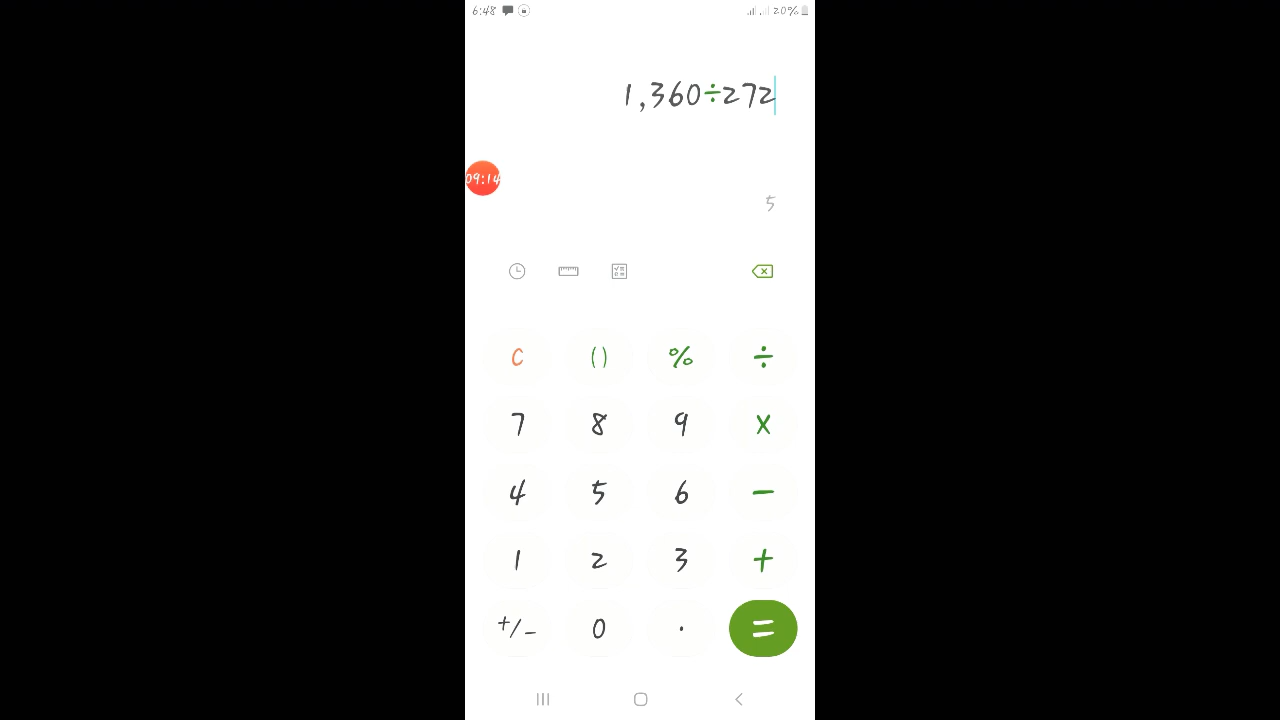 6:48 20%
1,360÷272
09:14
5
C () % ÷
7 8 9 ×
4 5 6 −
1 2 3 +
+/− 0 . =